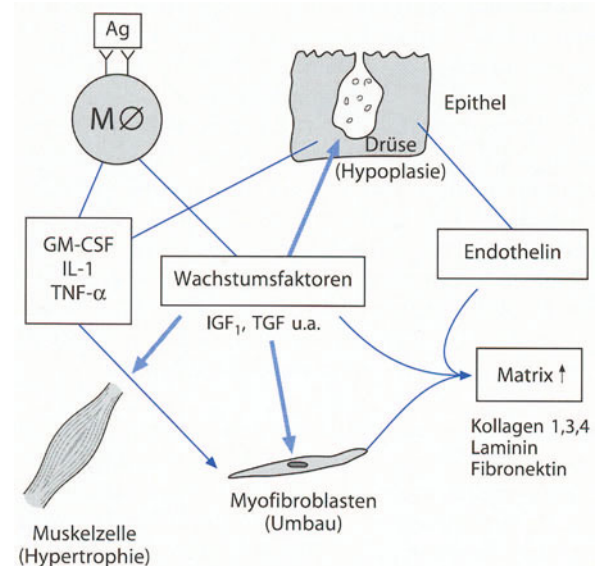 Ag
MØ
Epithel
Drüse
(Hypoplasie)
GM-CSF
IL-1
TNF-α
Wachstumsfaktoren
IGF₁, TGF u.a.
Endothelin
Matrix ↑
Kollagen 1,3,4
Laminin
Fibronektin
Myofibroblasten
(Umbau)
Muskelzelle
(Hypertrophie)